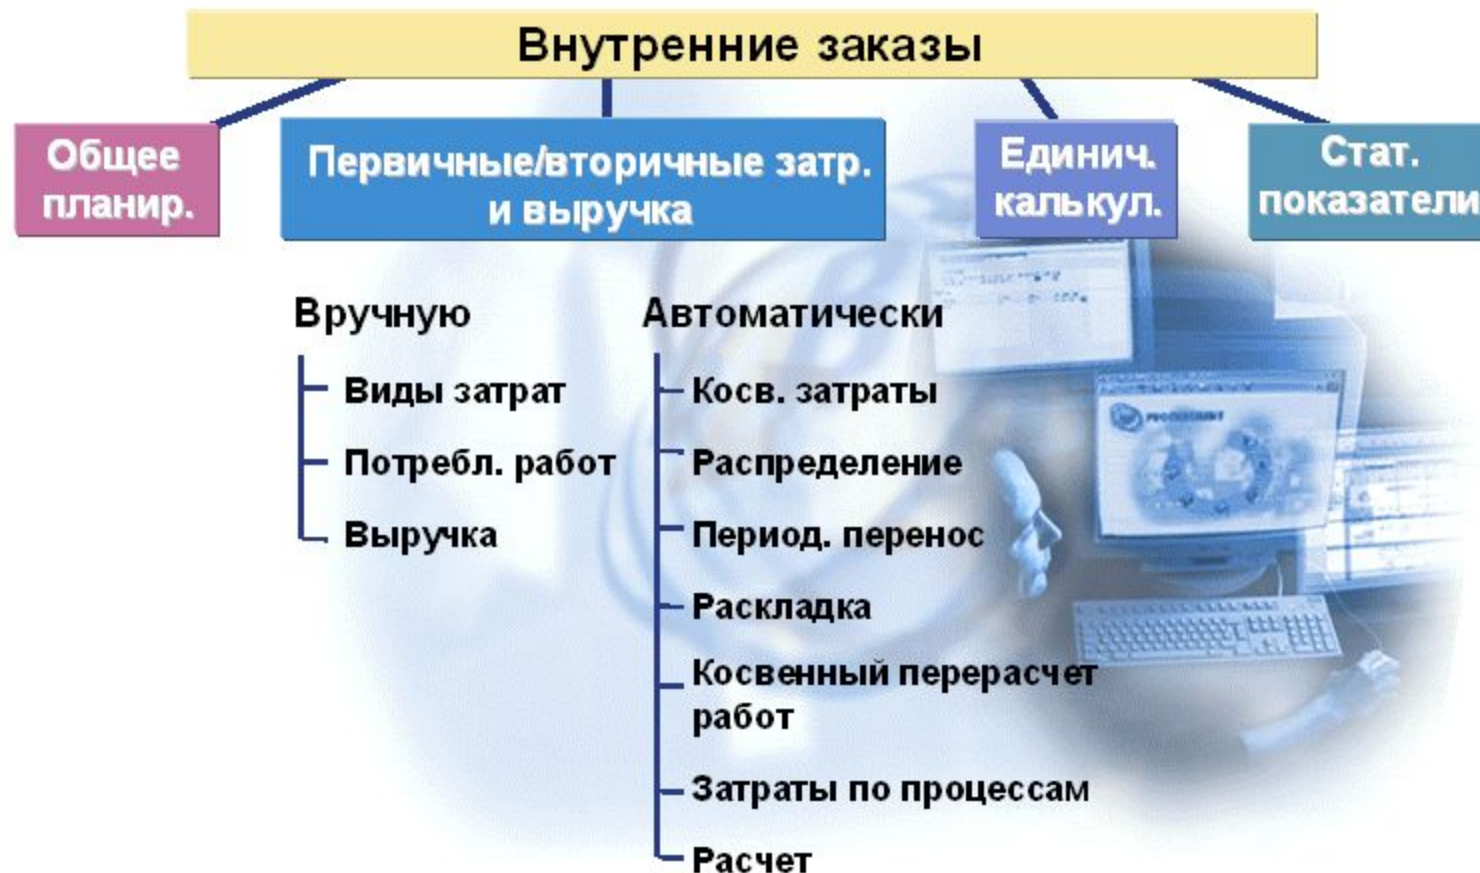 Внутренние заказы
Общее
планир.
Первичные/вторичные затр.
и выручка
Единич.
калькул.
Стат.
показатели
Вручную
Виды затрат
Потребл. работ
Выручка
Автоматически
Косв. затраты
Распределение
Период. перенос
Раскладка
Косвенный перерасчет
работ
Затраты по процессам
Расчет